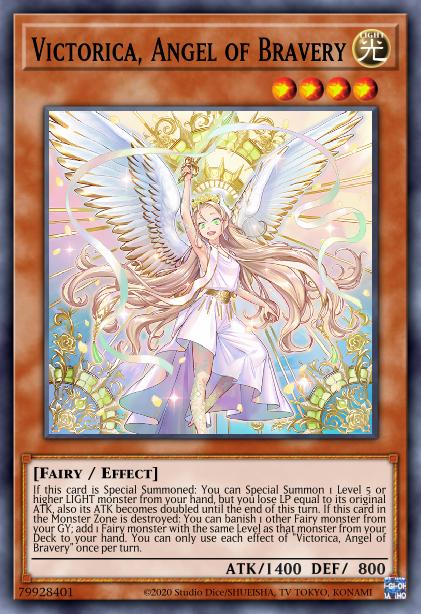 Victorica, Angel of Bravery
LIGHT
光
[Fairy / Effect]
If this card is Special Summoned: You can Special Summon 1 Level 5 or
higher LIGHT monster from your hand, but you lose LP equal to its original
ATK, also its ATK becomes doubled until the end of this turn. If this card in
the Monster Zone is destroyed: You can banish 1 other Fairy monster from
your GY; add 1 Fairy monster with the same Level as that monster from your
Deck to your hand. You can only use each effect of "Victorica, Angel of
Bravery" once per turn.
ATK/1400 DEF/ 800
79928401
©2020 Studio Dice/SHUEISHA, TV TOKYO, KONAMI